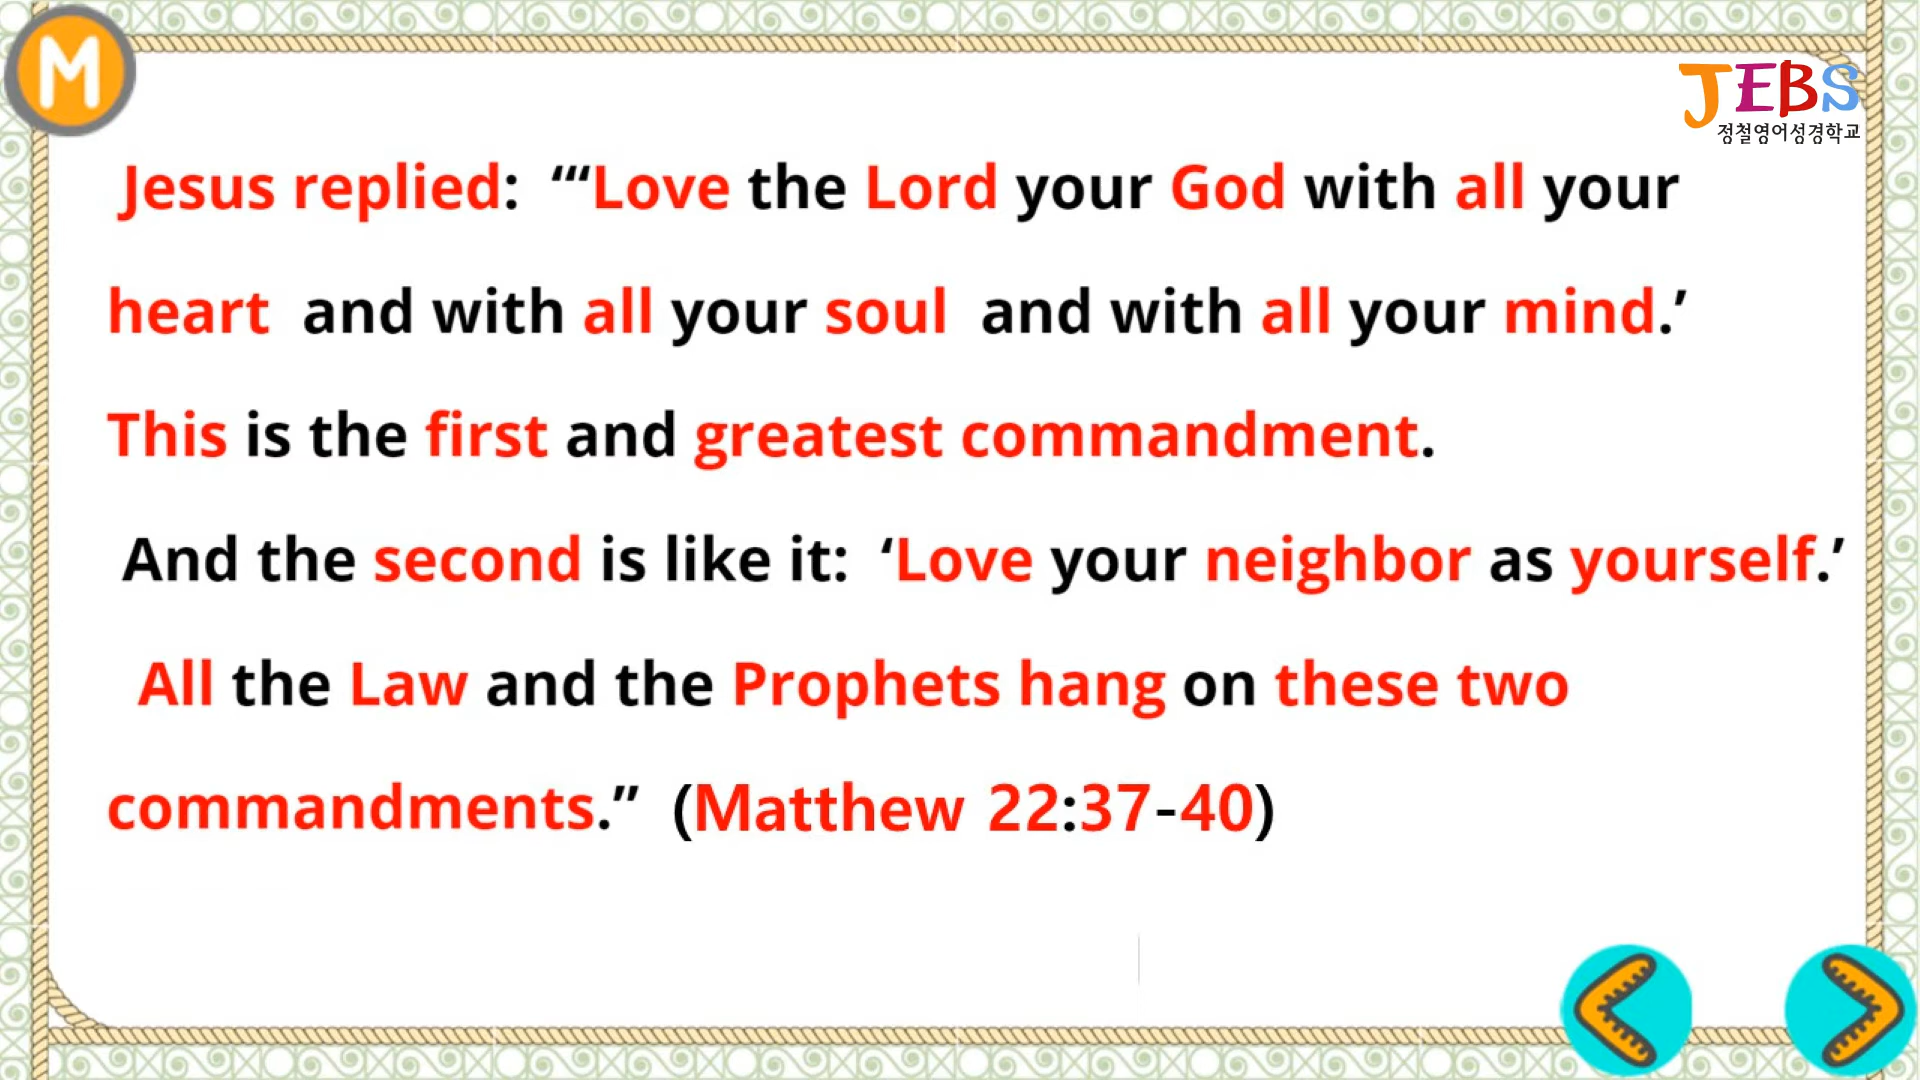 M
JEBS
정철영어성경학교
Jesus replied: “‘Love the Lord your God with all your
heart and with all your soul and with all your mind.’
This is the first and greatest commandment.
And the second is like it: ‘Love your neighbor as yourself.’
All the Law and the Prophets hang on these two
commandments.” (Matthew 22:37-40)